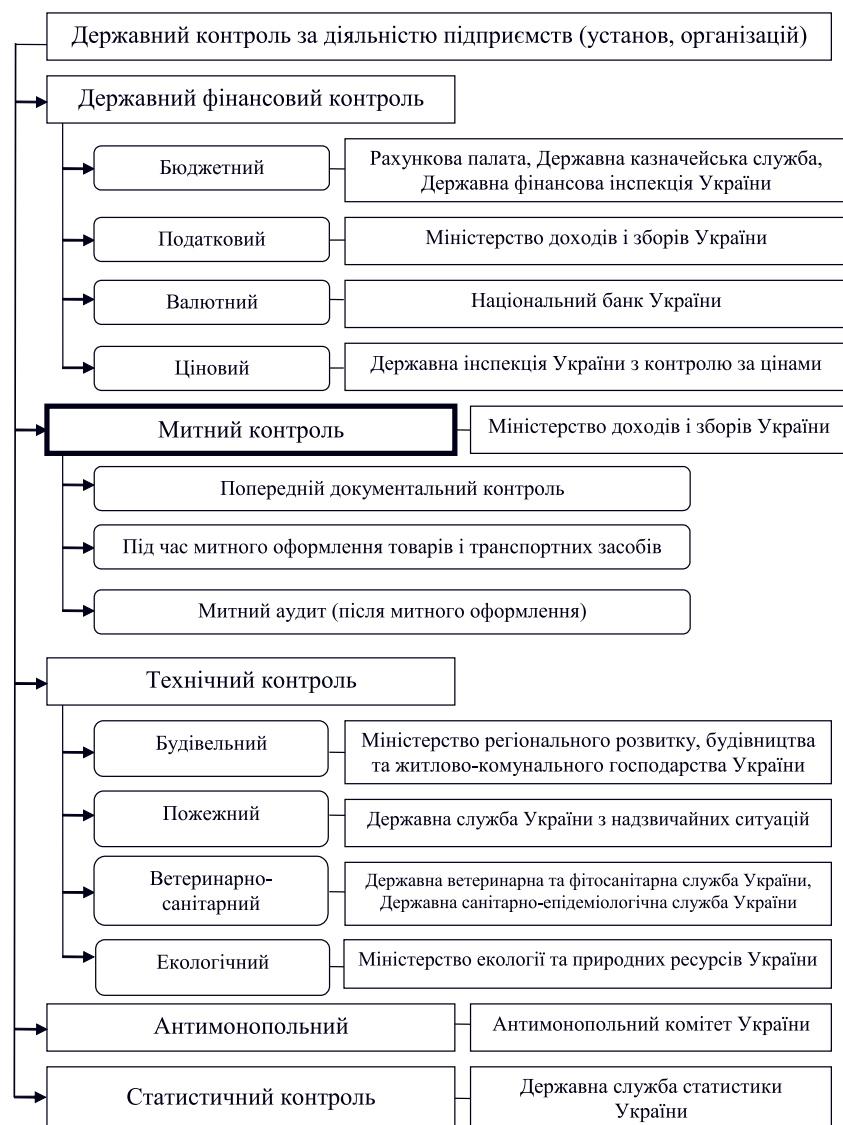 Державний контроль за діяльністю підприємств (установ, організацій)
Державний фінансовий контроль
Бюджетний
Рахункова палата, Державна казначейська служба,
Державна фінансова інспекція України
Податковий
Міністерство доходів і зборів України
Валютний
Національний банк України
Ціновий
Державна інспекція України з контролю за цінами
Митний контроль
Міністерство доходів і зборів України
Попередній документальний контроль
Під час митного оформлення товарів і транспортних засобів
Митний аудит (після митного оформлення)
Технічний контроль
Будівельний
Міністерство регіонального розвитку, будівництва
та житлово-комунального господарства України
Пожежний
Державна служба України з надзвичайних ситуацій
Ветеринарно-
санітарний
Державна ветеринарна та фітосанітарна служба України,
Державна санітарно-епідеміологічна служба України
Екологічний
Міністерство екології та природних ресурсів України
Антимонопольний
Антимонопольний комітет України
Статистичний контроль
Державна служба статистики
України